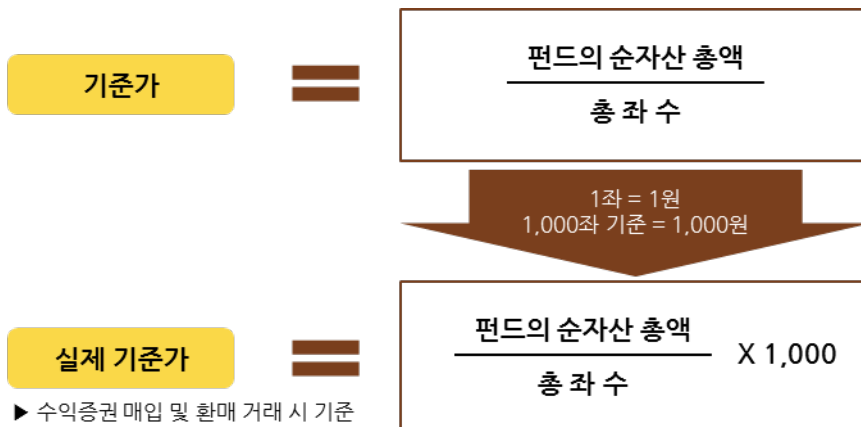 기준가
펀드의 순자산 총액
총 좌 수
1좌 = 1원
1,000좌 기준 = 1,000원
실제 기준가
펀드의 순자산 총액
총 좌 수
X 1,000
▶ 수익증권 매입 및 환매 거래 시 기준